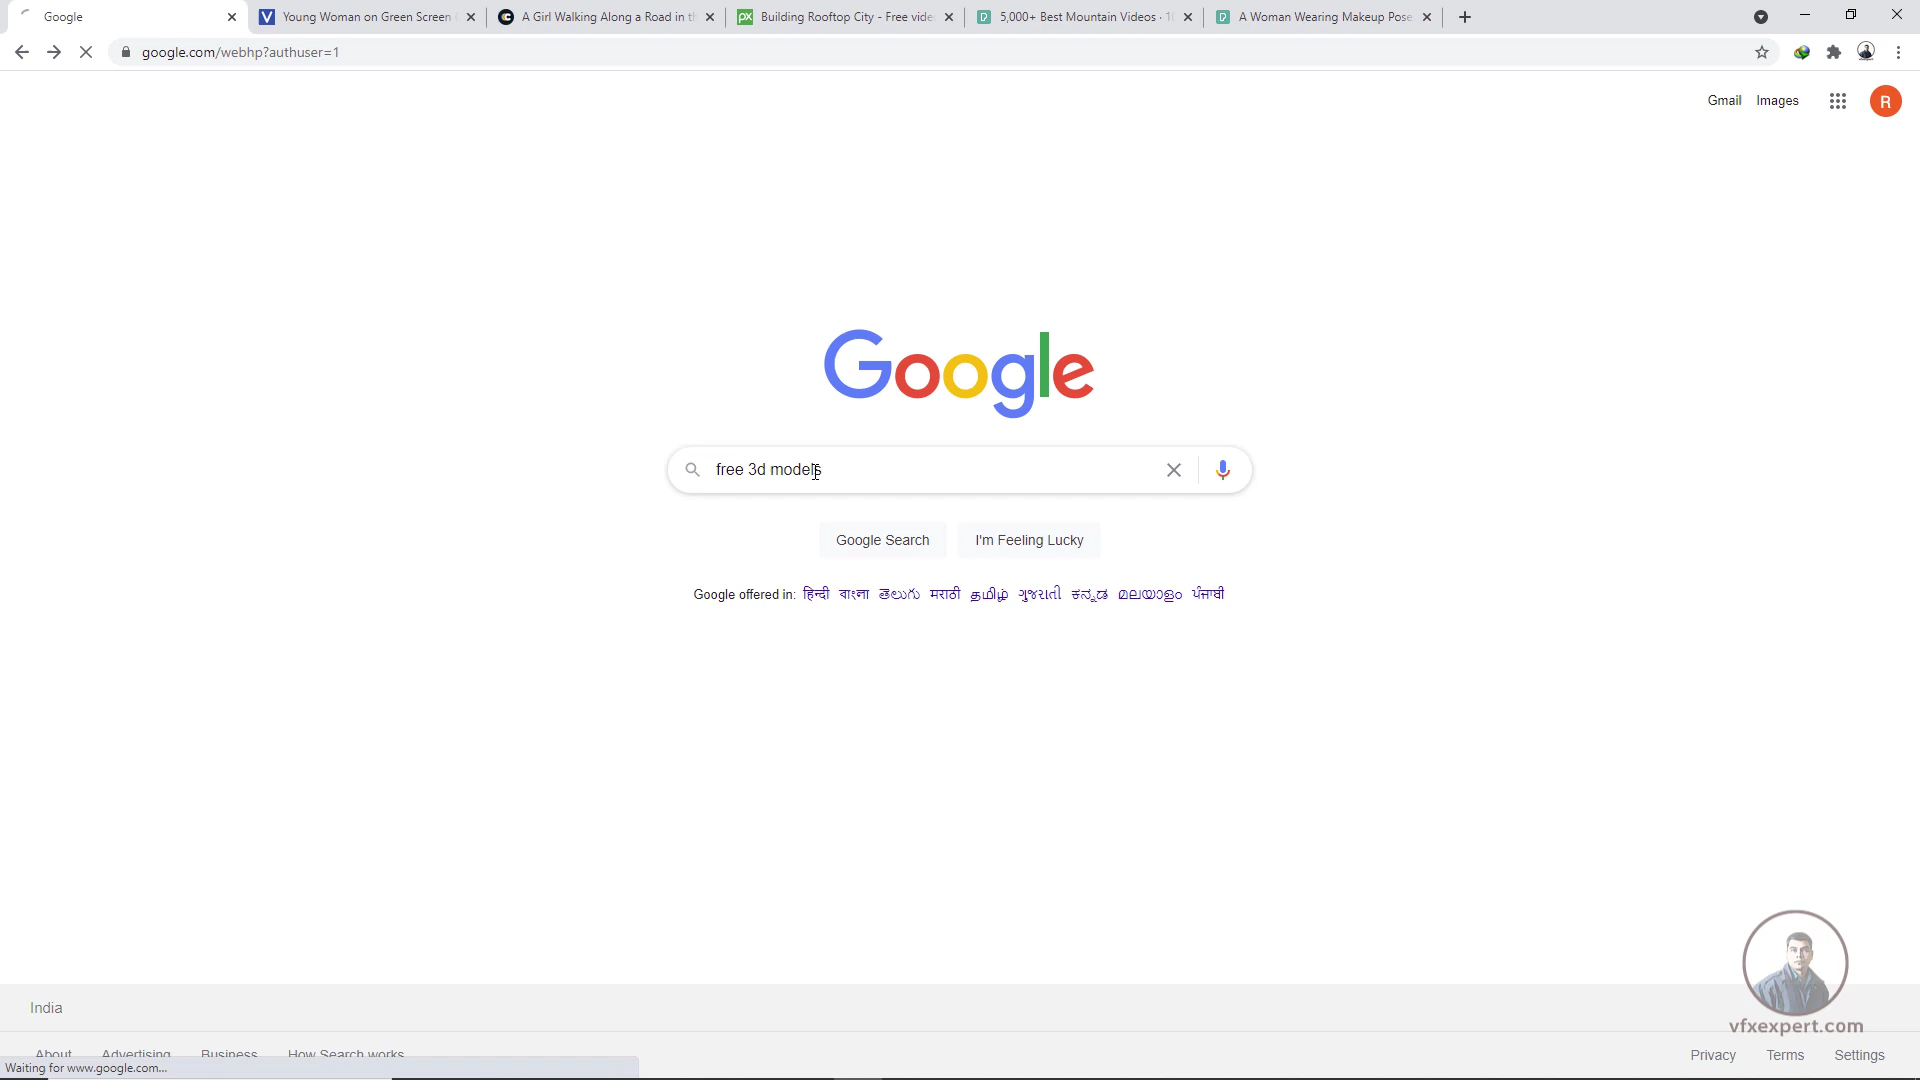 Google
Young Woman on Green Screen
A Girl Walking Along a Road in th
Building Rooftop City - Free vide
5,000+ Best Mountain Videos · 10
A Woman Wearing Makeup Pose
google.com/webhp?authuser=1
Gmail Images
R
Google
free 3d models
Google Search I'm Feeling Lucky
Google offered in: हिन्दी বাংলা తెలుగు मराठी தமிழ் ગુજરાતી ಕನ್ನಡ മലയാളം ਪੰਜਾਬੀ
vfxexpert.com
India
About Advertising Business How Search works
Privacy Terms Settings
Waiting for www.google.com...